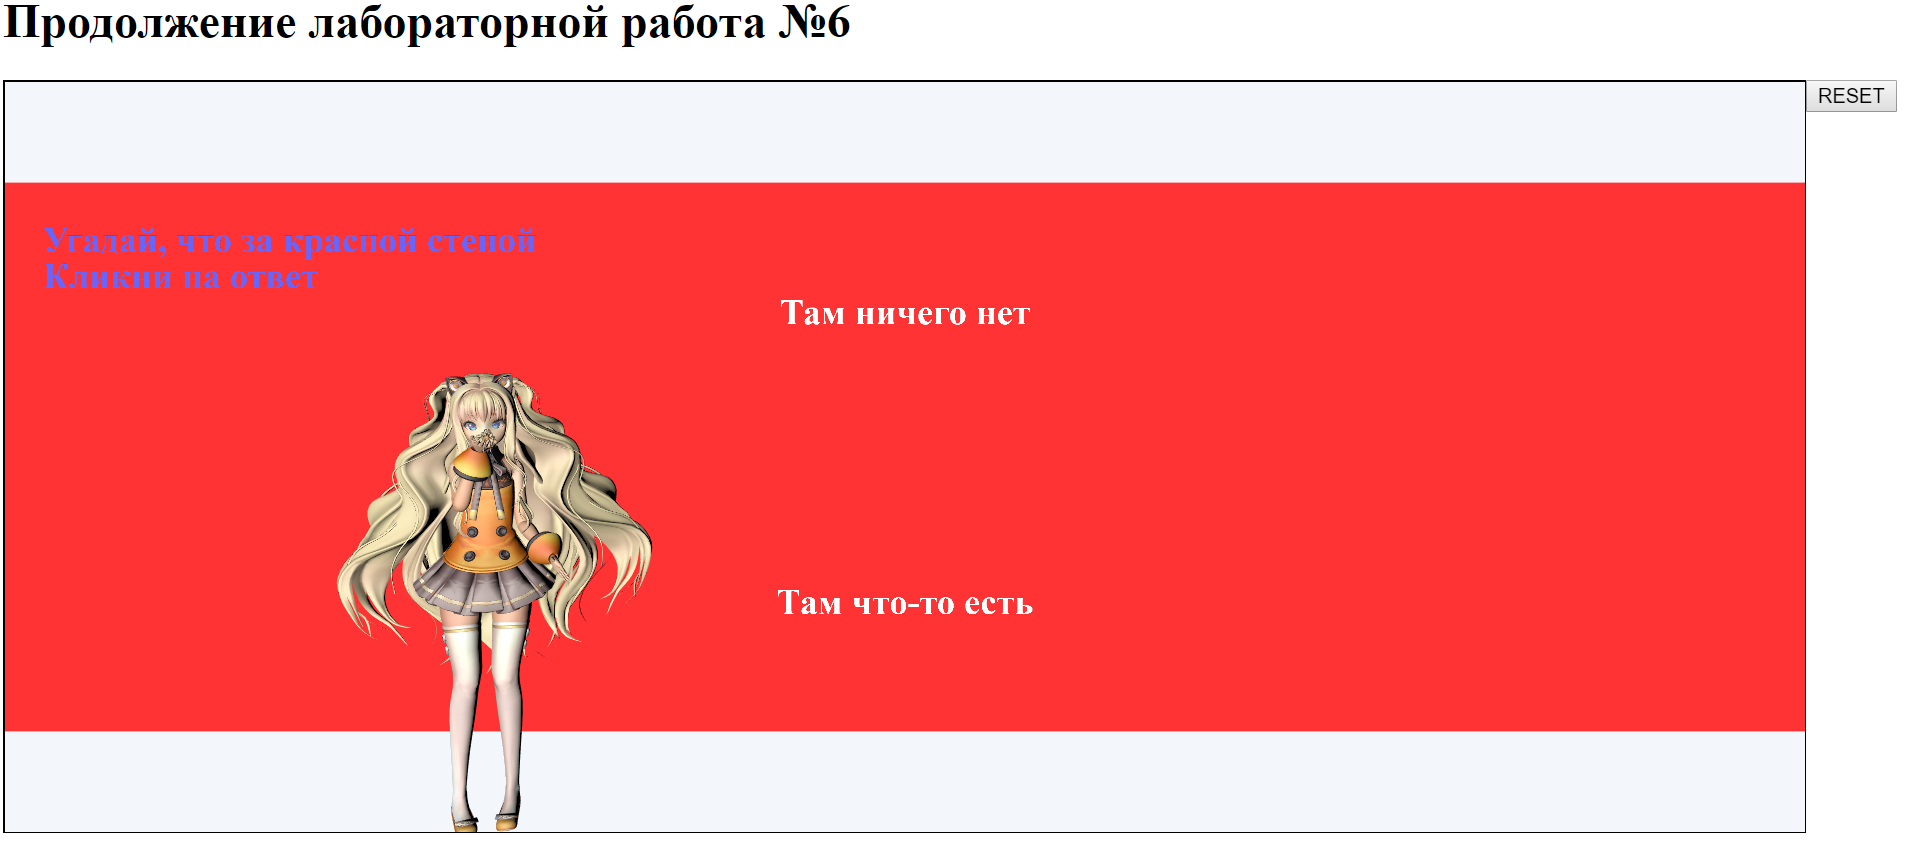 Продолжение лабораторной работа №6
RESET
Угадай, что за красной стеной
Кликни на ответ
Там ничего нет
Там что-то есть